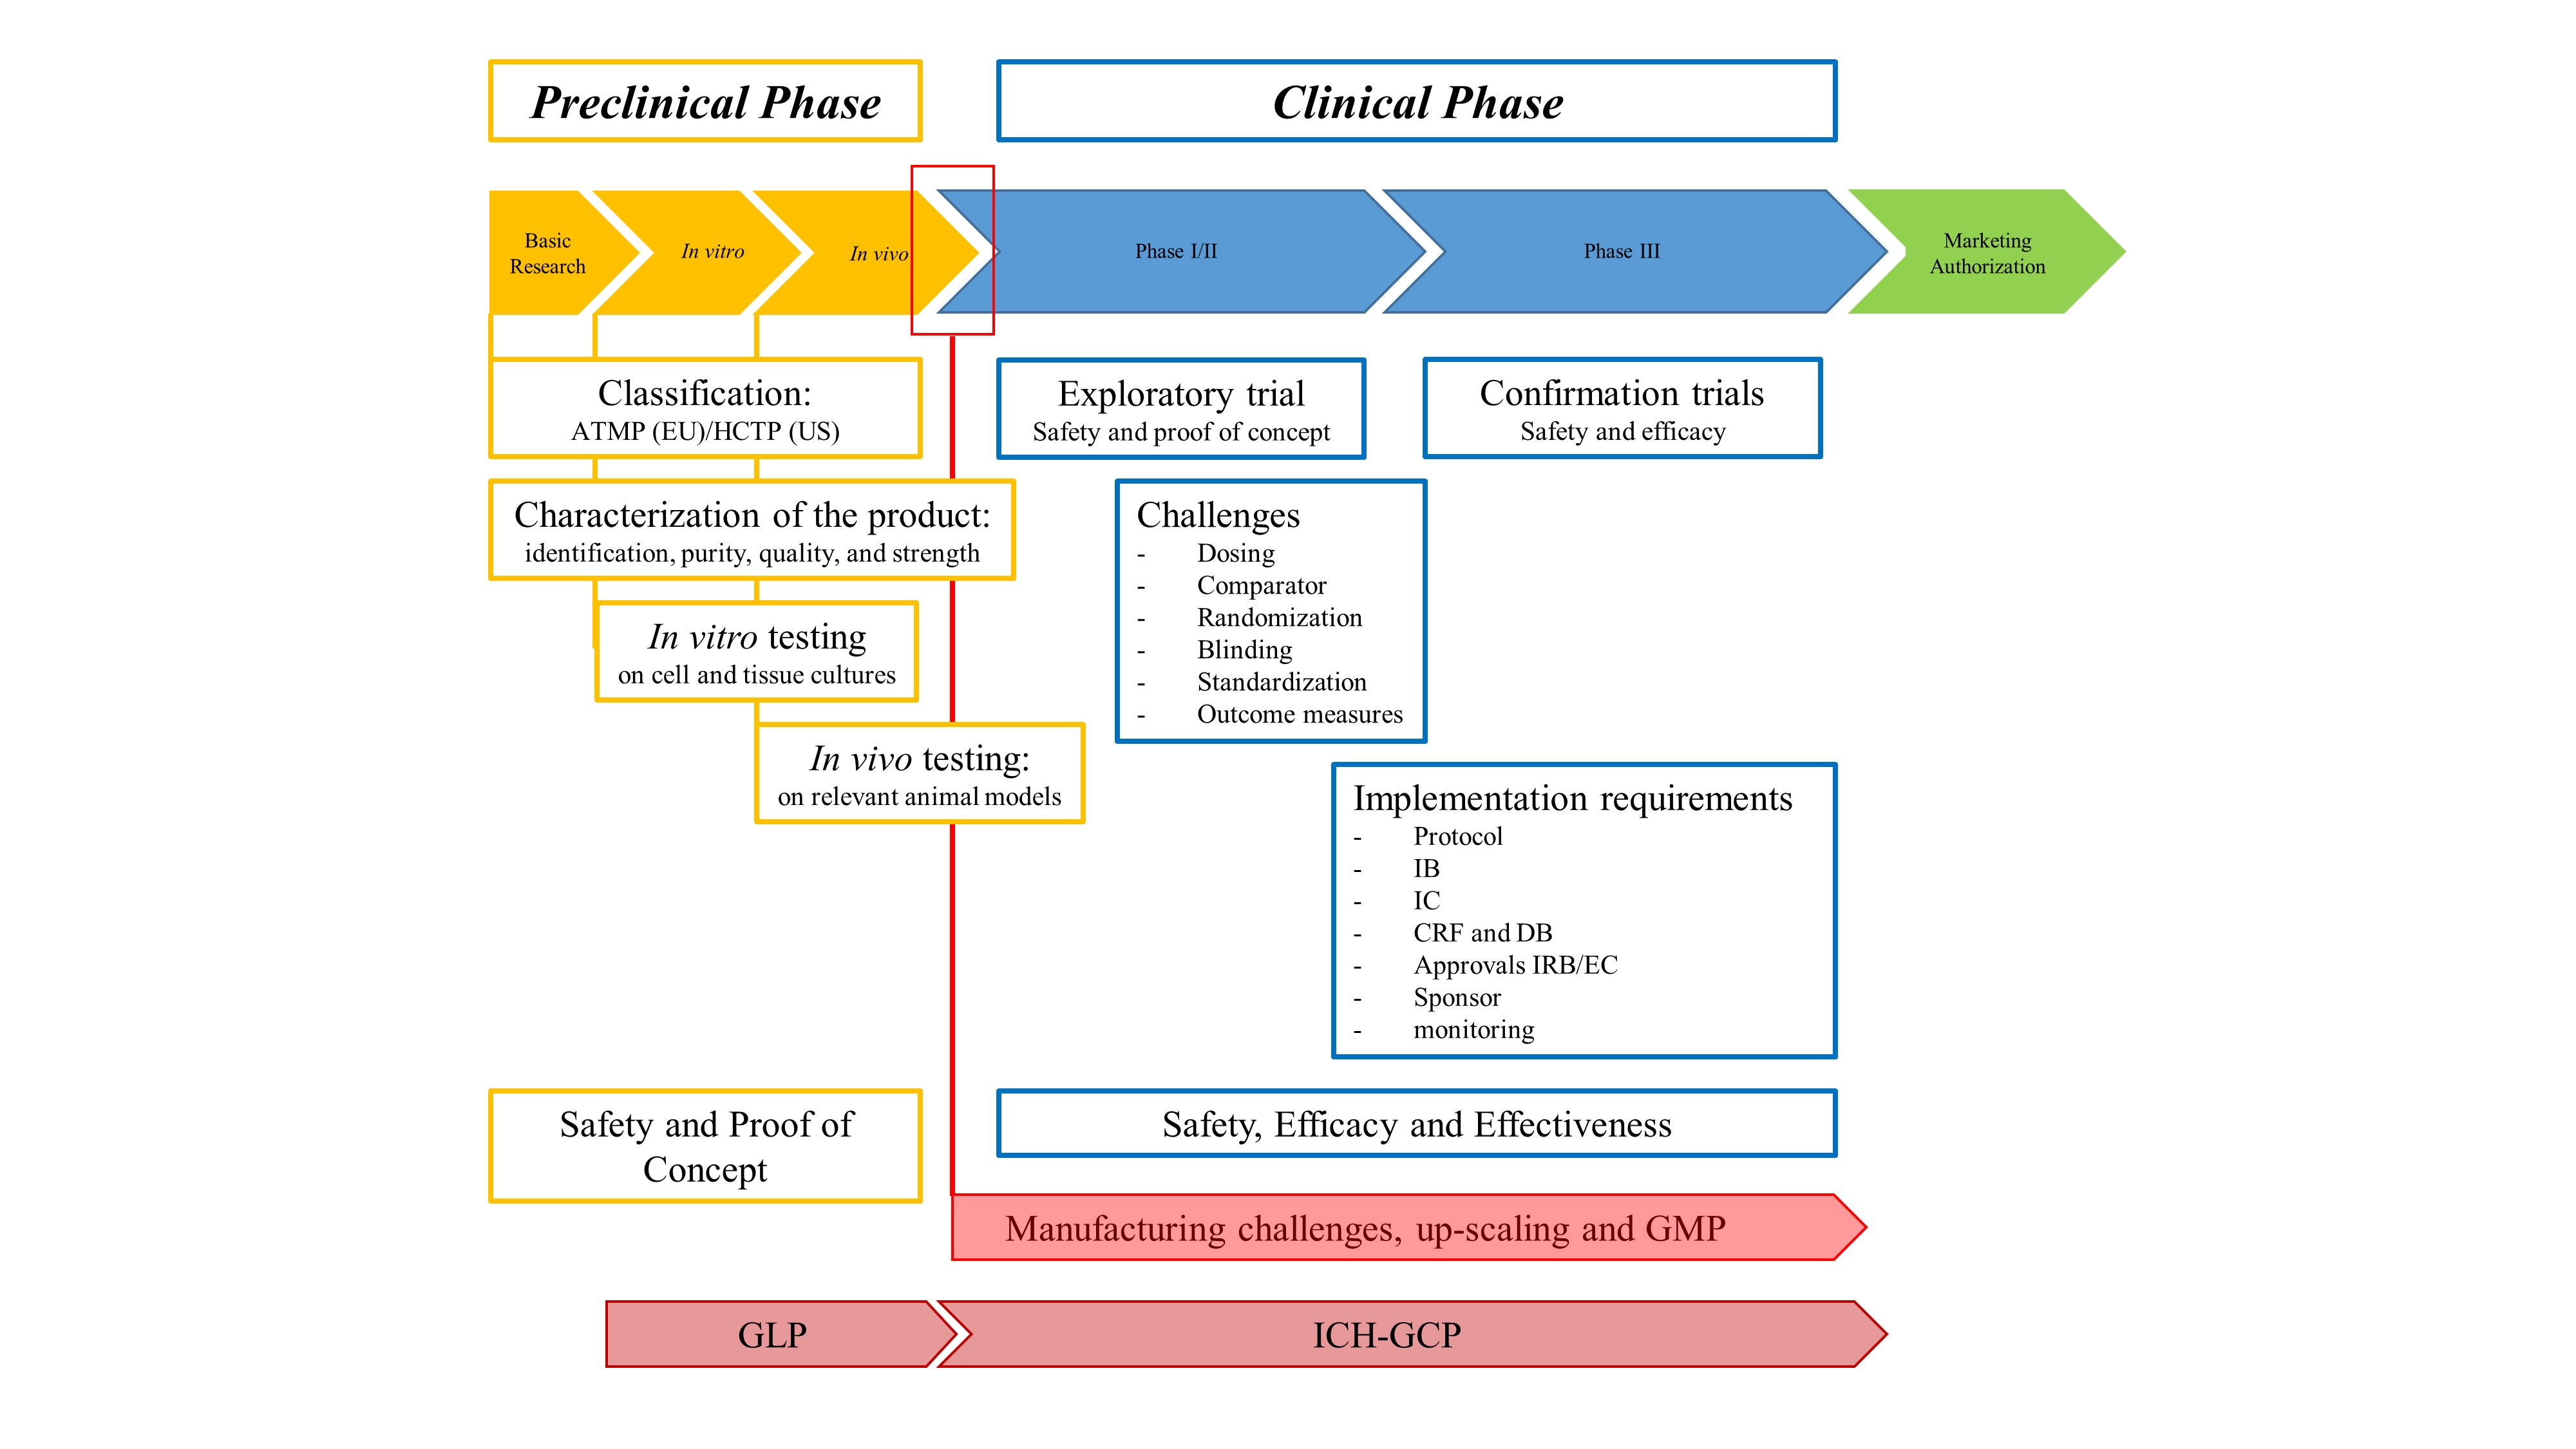 Preclinical Phase
Clinical Phase
Basic
Research
In vitro
In vivo
Phase I/II
Phase III
Marketing
Authorization
Classification:
ATMP (EU)/HCTP (US)
Exploratory trial
Safety and proof of concept
Confirmation trials
Safety and efficacy
Characterization of the product:
identification, purity, quality, and strength
Challenges
- Dosing
- Comparator
- Randomization
- Blinding
- Standardization
- Outcome measures
In vitro testing
on cell and tissue cultures
In vivo testing:
on relevant animal models
Implementation requirements
- Protocol
- IB
- IC
- CRF and DB
- Approvals IRB/EC
- Sponsor
- monitoring
Safety and Proof of
Concept
Safety, Efficacy and Effectiveness
Manufacturing challenges, up-scaling and GMP
GLP
ICH-GCP